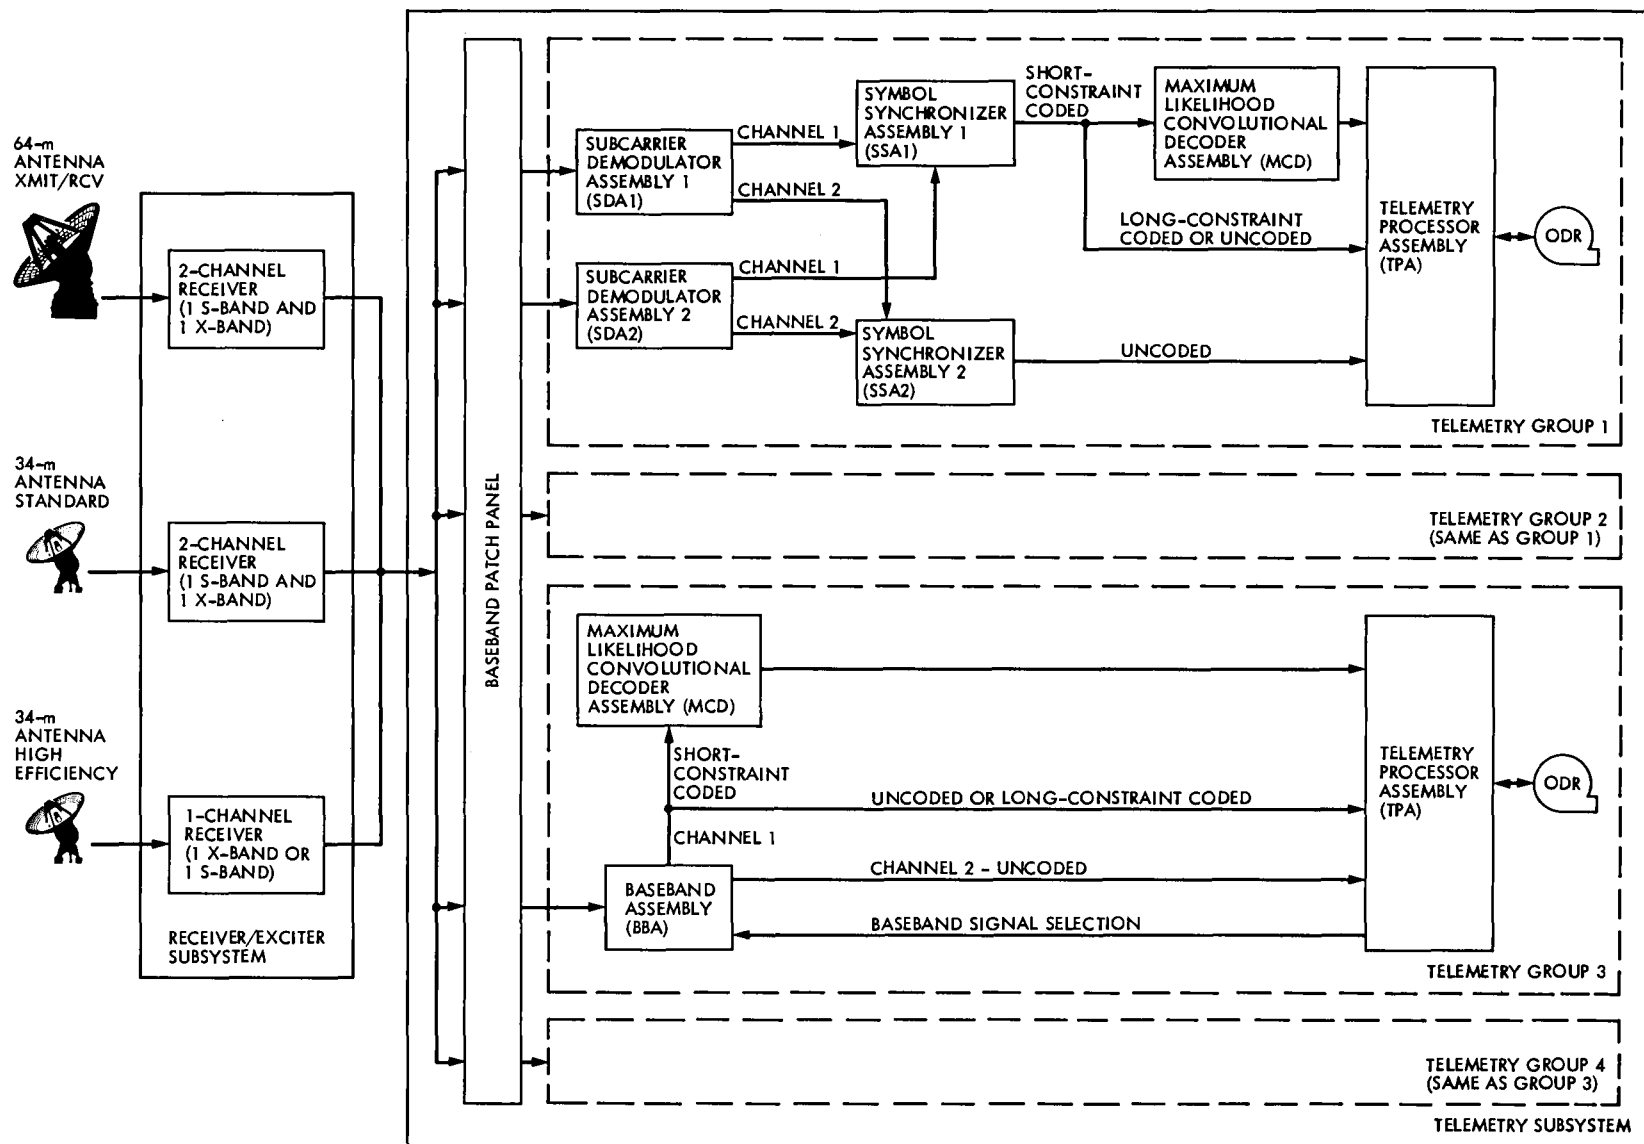 64-m
ANTENNA
XMIT/RCV
2-CHANNEL
RECEIVER
(1 S-BAND AND
1 X-BAND)
34-m
ANTENNA
STANDARD
2-CHANNEL
RECEIVER
(1 S-BAND AND
1 X-BAND)
34-m
ANTENNA
HIGH
EFFICIENCY
1-CHANNEL
RECEIVER
(1 X-BAND OR
1 S-BAND)
RECEIVER/EXCITER
SUBSYSTEM
BASEBAND PATCH PANEL
SUBCARRIER
DEMODULATOR
ASSEMBLY 1
(SDA1)
CHANNEL 1
CHANNEL 2
SUBCARRIER
DEMODULATOR
ASSEMBLY 2
(SDA2)
CHANNEL 1
CHANNEL 2
SYMBOL
SYNCHRONIZER
ASSEMBLY 1
(SSA1)
SYMBOL
SYNCHRONIZER
ASSEMBLY 2
(SSA2)
SHORT-
CONSTRAINT
CODED
MAXIMUM
LIKELIHOOD
CONVOLUTIONAL
DECODER
ASSEMBLY (MCD)
LONG-CONSTRAINT
CODED OR UNCODED
UNCODED
TELEMETRY
PROCESSOR
ASSEMBLY
(TPA)
ODR
TELEMETRY GROUP 1
TELEMETRY GROUP 2
(SAME AS GROUP 1)
MAXIMUM
LIKELIHOOD
CONVOLUTIONAL
DECODER
ASSEMBLY (MCD)
SHORT-
CONSTRAINT
CODED
UNCODED OR LONG-CONSTRAINT CODED
CHANNEL 1
BASEBAND
ASSEMBLY
(BBA)
CHANNEL 2 - UNCODED
BASEBAND SIGNAL SELECTION
TELEMETRY
PROCESSOR
ASSEMBLY
(TPA)
ODR
TELEMETRY GROUP 3
TELEMETRY GROUP 4
(SAME AS GROUP 3)
TELEMETRY SUBSYSTEM